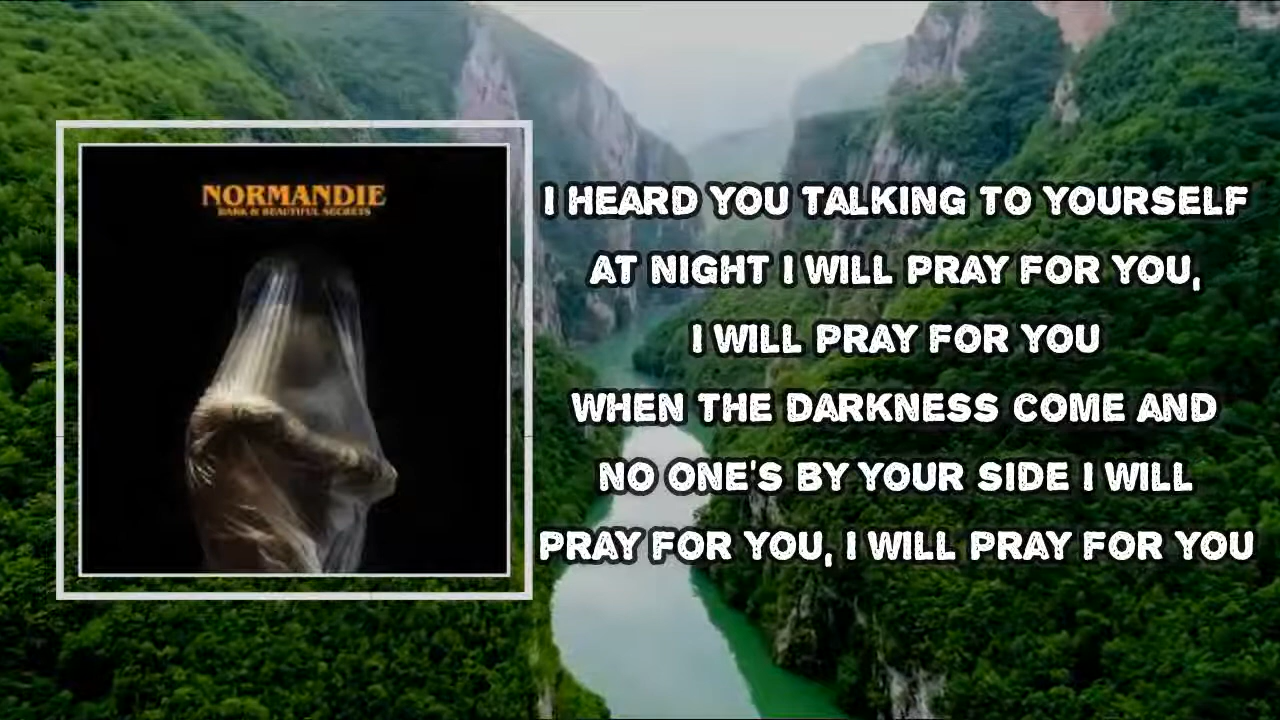 NORMANDIE
DARK & BEAUTIFUL SECRETS
I HEARD YOU TALKING TO YOURSELF
AT NIGHT I WILL PRAY FOR YOU,
I WILL PRAY FOR YOU
WHEN THE DARKNESS COME AND
NO ONE'S BY YOUR SIDE I WILL
PRAY FOR YOU, I WILL PRAY FOR YOU